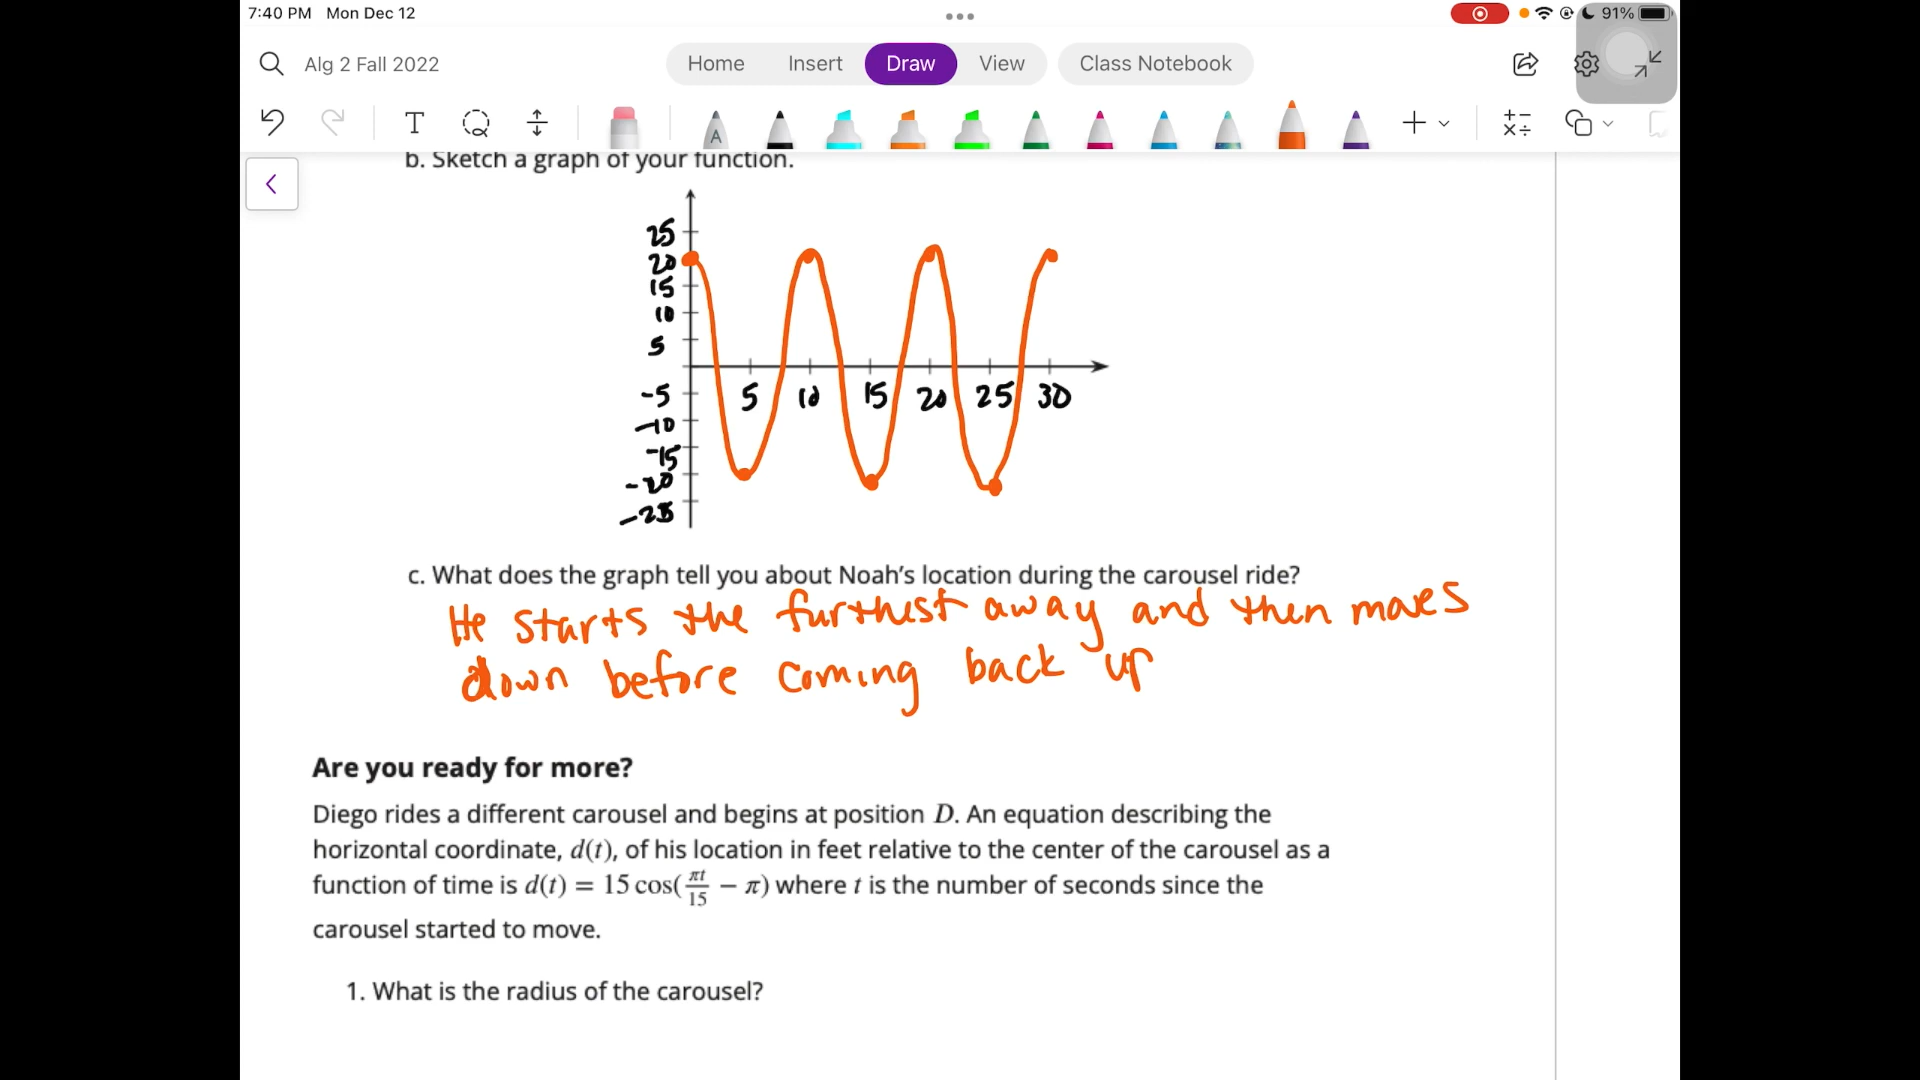 7:40 PM Mon Dec 12
91%
Alg 2 Fall 2022
Home Insert Draw View Class Notebook
T
A
b. Sketch a graph of your function.
25
20
15
10
5
-5
-10
-15
-20
-25
5 10 15 20 25 30
c. What does the graph tell you about Noah's location during the carousel ride?
He starts the furthest away and then moves
down before coming back up
Are you ready for more?
Diego rides a different carousel and begins at position D. An equation describing the
horizontal coordinate, d(t), of his location in feet relative to the center of the carousel as a
function of time is d(t) = 15 cos(πt/15 − π) where t is the number of seconds since the
carousel started to move.
1. What is the radius of the carousel?